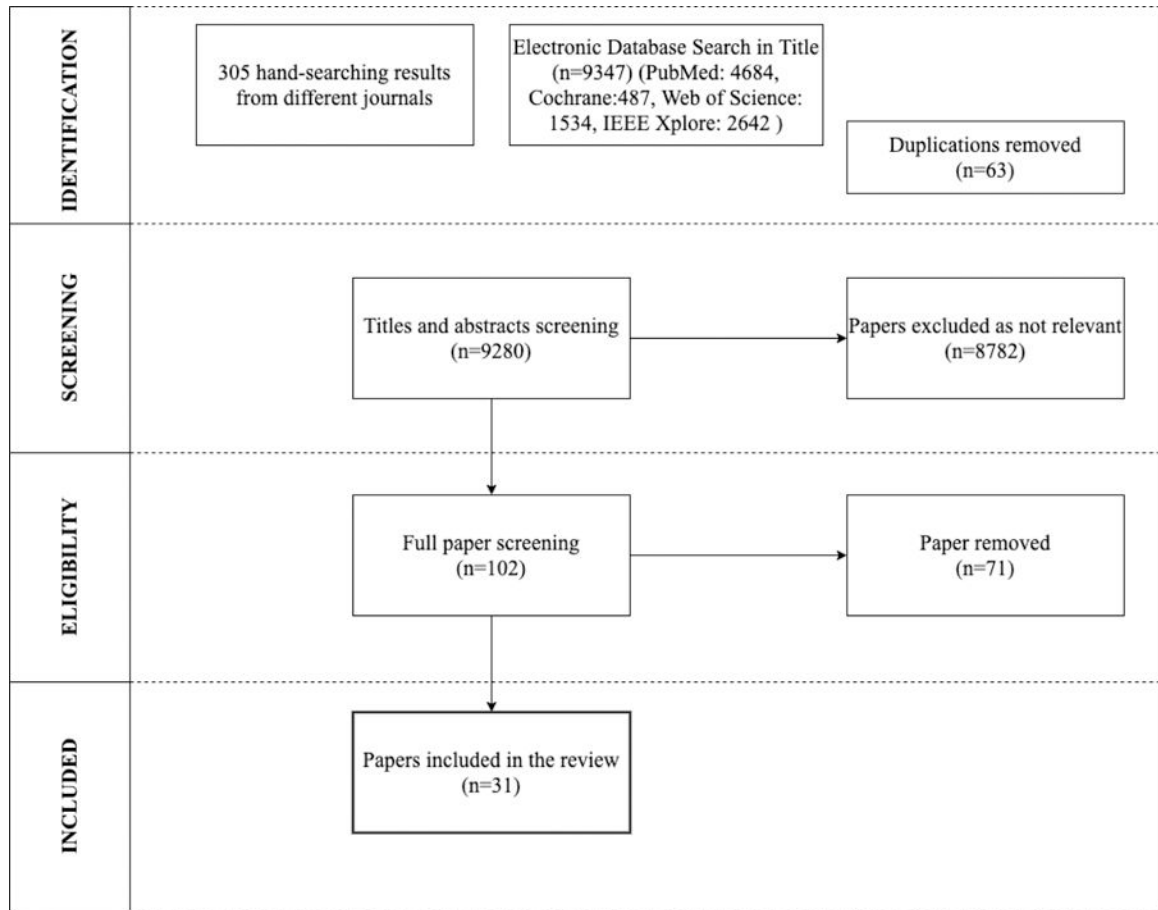 IDENTIFICATION
305 hand-searching results
from different journals
Electronic Database Search in Title
(n=9347) (PubMed: 4684,
Cochrane:487, Web of Science:
1534, IEEE Xplore: 2642 )
Duplications removed
(n=63)
SCREENING
Titles and abstracts screening
(n=9280)
Papers excluded as not relevant
(n=8782)
ELIGIBILITY
Full paper screening
(n=102)
Paper removed
(n=71)
INCLUDED
Papers included in the review
(n=31)